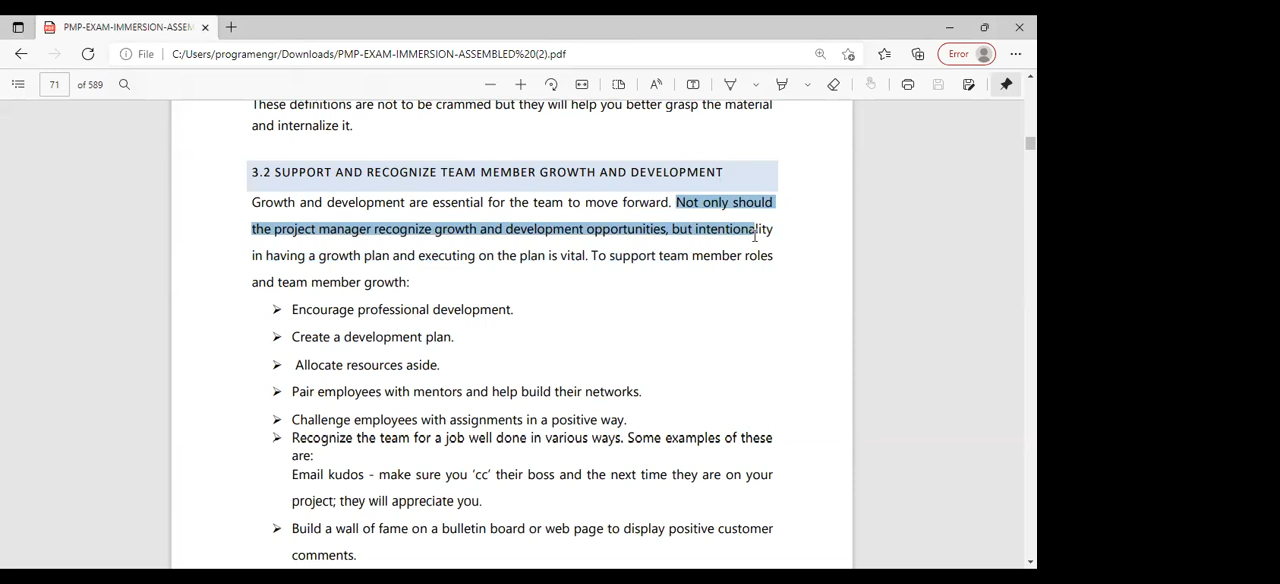 PMP-EXAM-IMMERSION-ASSEM
File C:/Users/programengr/Downloads/PMP-EXAM-IMMERSION-ASSEMBLED%20(2).pdf Error
71 of 589
These definitions are not to be crammed but they will help you better grasp the material
and internalize it.
3.2 SUPPORT AND RECOGNIZE TEAM MEMBER GROWTH AND DEVELOPMENT
Growth and development are essential for the team to move forward. Not only should
the project manager recognize growth and development opportunities, but intentionality
in having a growth plan and executing on the plan is vital. To support team member roles
and team member growth:
➢ Encourage professional development.
➢ Create a development plan.
➢ Allocate resources aside.
➢ Pair employees with mentors and help build their networks.
➢ Challenge employees with assignments in a positive way.
➢ Recognize the team for a job well done in various ways. Some examples of these
are:
Email kudos - make sure you ‘cc’ their boss and the next time they are on your
project; they will appreciate you.
➢ Build a wall of fame on a bulletin board or web page to display positive customer
comments.